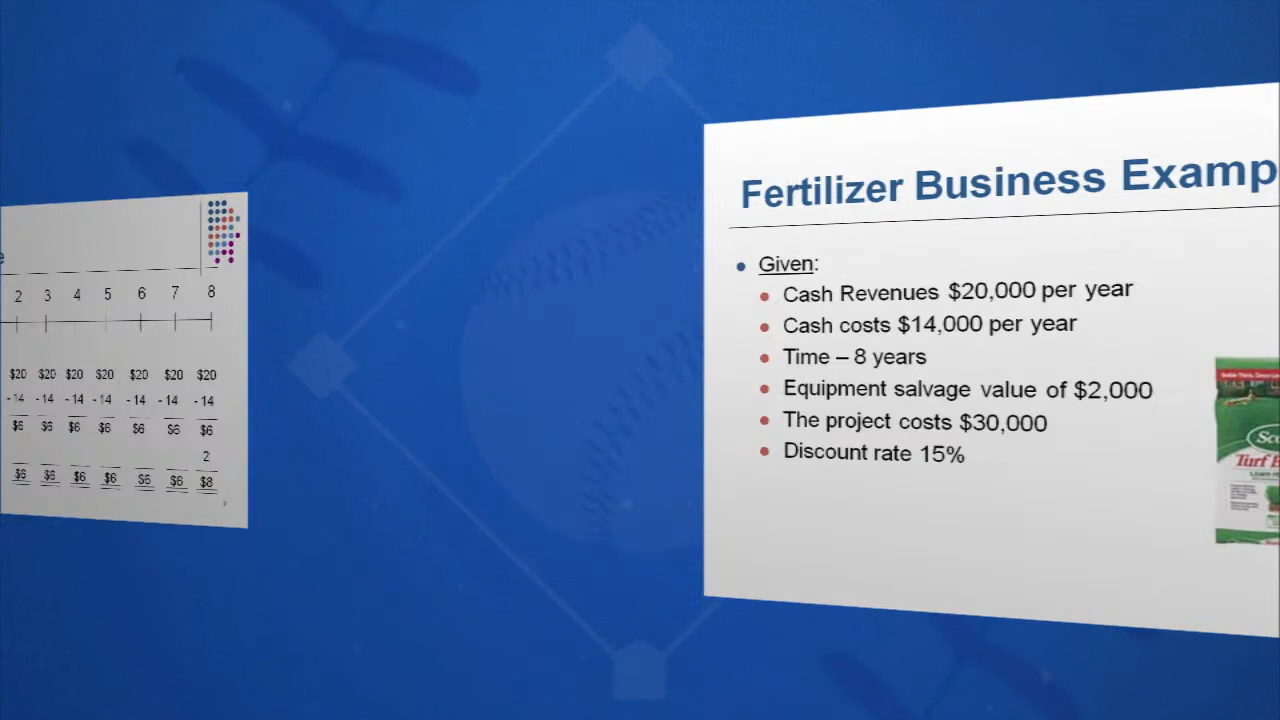 e
2 3 4 5 6 7 8
$20 $20 $20 $20 $20 $20 $20
-14 -14 -14 -14 -14 -14 -14
$6 $6 $6 $6 $6 $6 $6
2
$6 $6 $6 $6 $6 $6 $8
Fertilizer Business Examp
Given:
Cash Revenues $20,000 per year
Cash costs $14,000 per year
Time – 8 years
Equipment salvage value of $2,000
The project costs $30,000
Discount rate 15%
Sco
Turf B